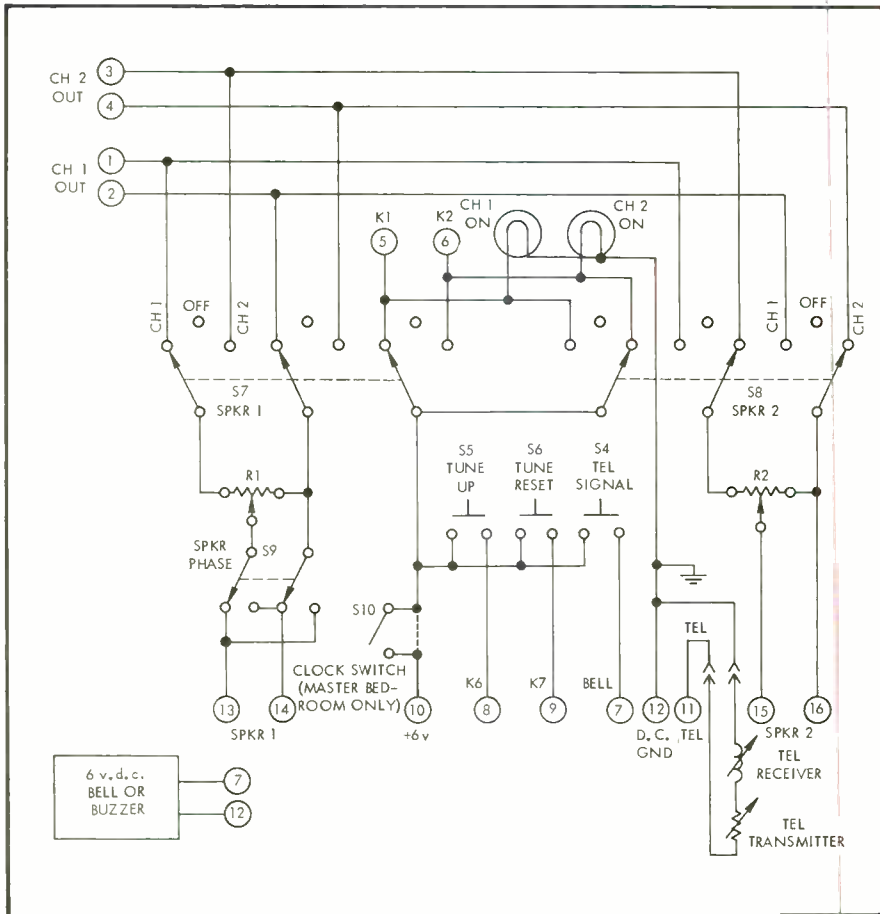 CH 2
OUT
3
4
CH 1
OUT
1
2
K1
5
K2
6
CH 1
ON
CH 2
ON
CH 1
OFF
CH 2
CH 1
OFF
CH 2
S7
SPKR 1
S8
SPKR 2
S5
TUNE
UP
S6
TUNE
RESET
S4
TEL
SIGNAL
R1
R2
SPKR
PHASE
S9
S10
CLOCK SWITCH
(MASTER BED-
ROOM ONLY)
K6
K7
BELL
TEL
13
14
SPKR 1
10
+6v
8
9
7
12
D.C.
GND
11
TEL
15
16
SPKR 2
TEL
RECEIVER
TEL
TRANSMITTER
6 v.d.c.
BELL OR
BUZZER
7
12